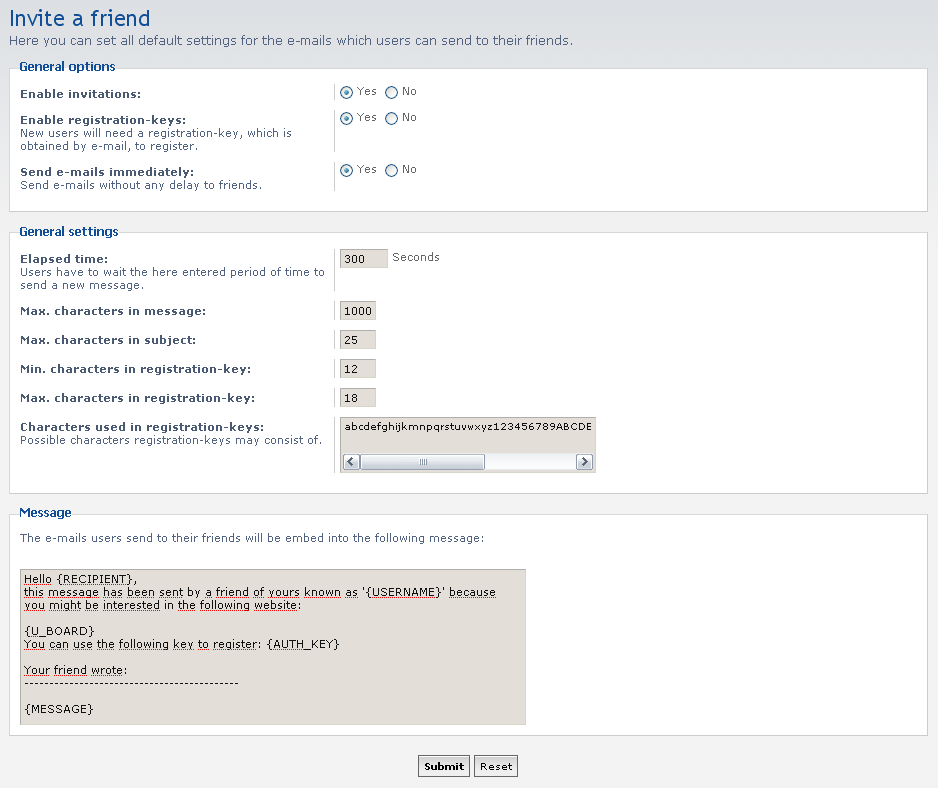 Invite a friend
Here you can set all default settings for the e-mails which users can send to their friends.
General options
Enable invitations:
Yes No
Enable registration-keys:
Yes No
New users will need a registration-key, which is
obtained by e-mail, to register.
Send e-mails immediately:
Yes No
Send e-mails without any delay to friends.
General settings
Elapsed time:
300 Seconds
Users have to wait the here entered period of time to
send a new message.
Max. characters in message:
1000
Max. characters in subject:
25
Min. characters in registration-key:
12
Max. characters in registration-key:
18
Characters used in registration-keys:
abcdefghijkmnpqrstuvwxyz123456789ABCDE
Possible characters registration-keys may consist of.
Message
The e-mails users send to their friends will be embed into the following message:
Hello {RECIPIENT},
this message has been sent by a friend of yours known as '{USERNAME}' because
you might be interested in the following website:
{U_BOARD}
You can use the following key to register: {AUTH_KEY}
Your friend wrote:
-------------------------------------------
{MESSAGE}
Submit Reset